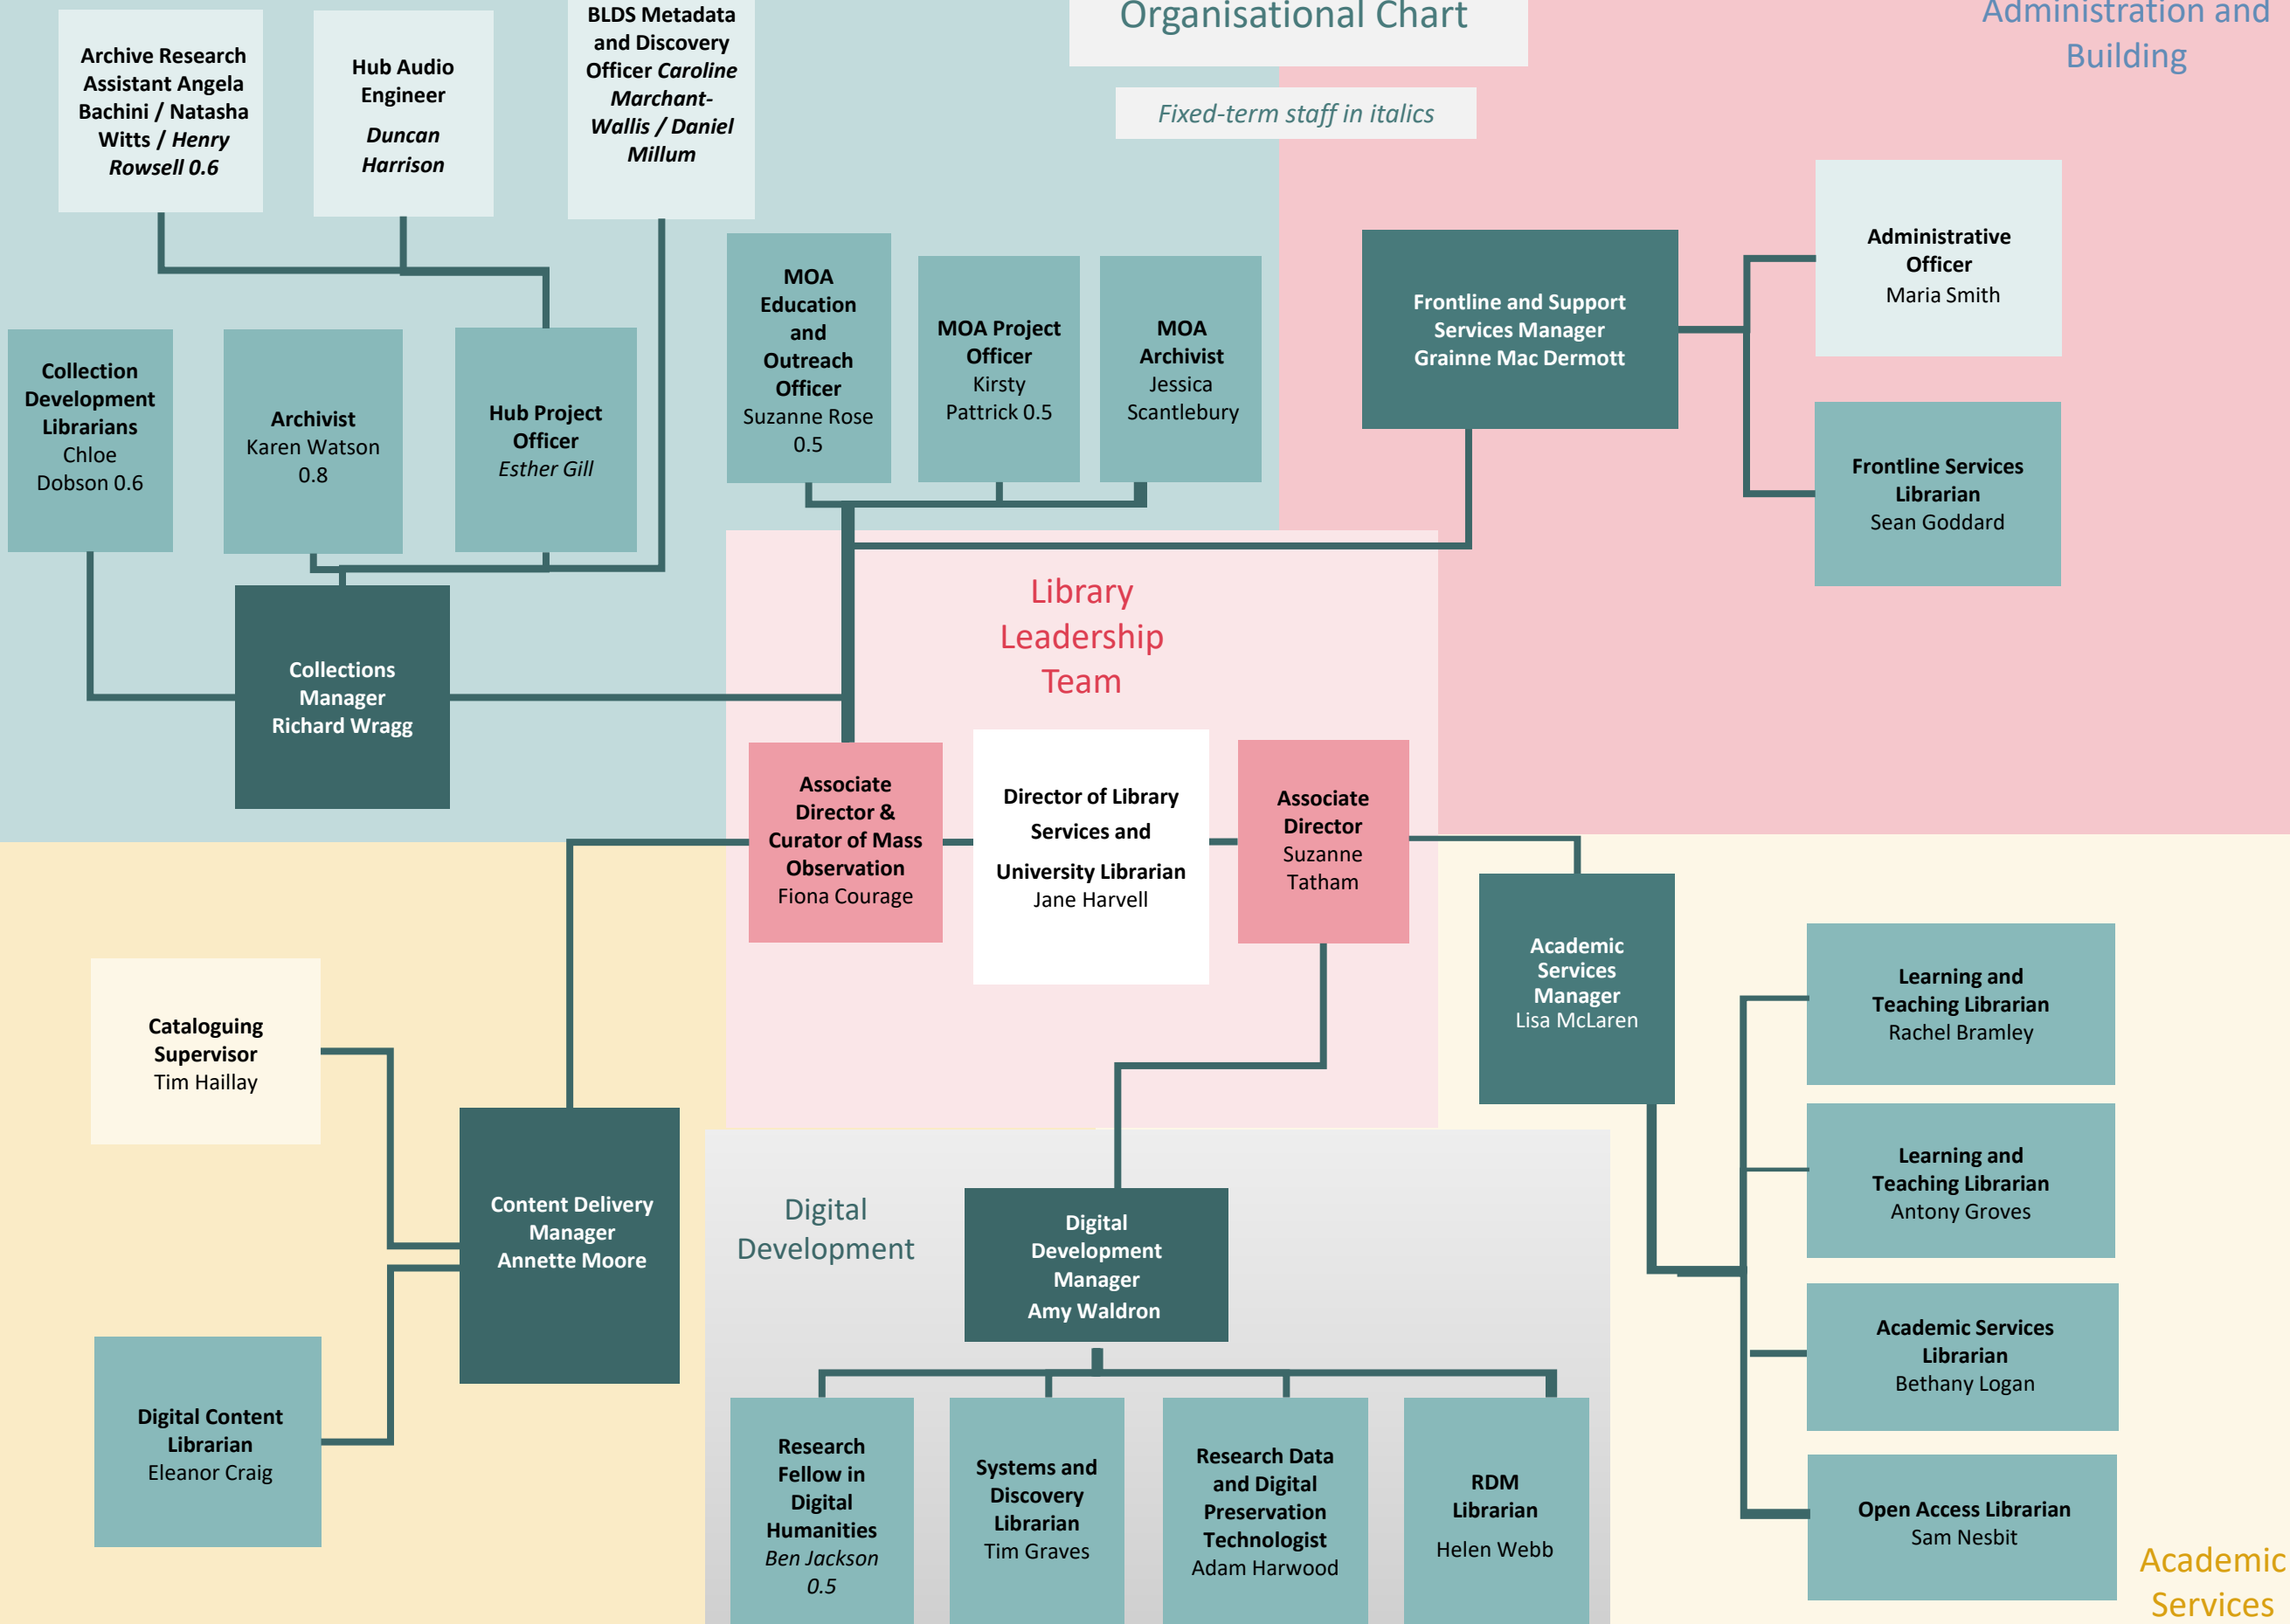 Organisational Chart
Fixed-term staff in italics
Administration and
Building
Archive Research
Assistant Angela
Bachini / Natasha
Witts / Henry
Rowsell 0.6
Hub Audio
Engineer
Duncan
Harrison
BLDS Metadata
and Discovery
Officer Caroline
Marchant-
Wallis / Daniel
Millum
Collection
Development
Librarians
Chloe
Dobson 0.6
Archivist
Karen Watson
0.8
Hub Project
Officer
Esther Gill
MOA
Education
and
Outreach
Officer
Suzanne Rose
0.5
MOA Project
Officer
Kirsty
Pattrick 0.5
MOA
Archivist
Jessica
Scantlebury
Frontline and Support
Services Manager
Grainne Mac Dermott
Administrative
Officer
Maria Smith
Frontline Services
Librarian
Sean Goddard
Collections
Manager
Richard Wragg
Library
Leadership
Team
Associate
Director &
Curator of Mass
Observation
Fiona Courage
Director of Library
Services and
University Librarian
Jane Harvell
Associate
Director
Suzanne
Tatham
Academic
Services
Manager
Lisa McLaren
Learning and
Teaching Librarian
Rachel Bramley
Learning and
Teaching Librarian
Antony Groves
Academic Services
Librarian
Bethany Logan
Open Access Librarian
Sam Nesbit
Academic
Services
Cataloguing
Supervisor
Tim Haillay
Content Delivery
Manager
Annette Moore
Digital Content
Librarian
Eleanor Craig
Digital
Development
Digital
Development
Manager
Amy Waldron
Research
Fellow in
Digital
Humanities
Ben Jackson
0.5
Systems and
Discovery
Librarian
Tim Graves
Research Data
and Digital
Preservation
Technologist
Adam Harwood
RDM
Librarian
Helen Webb